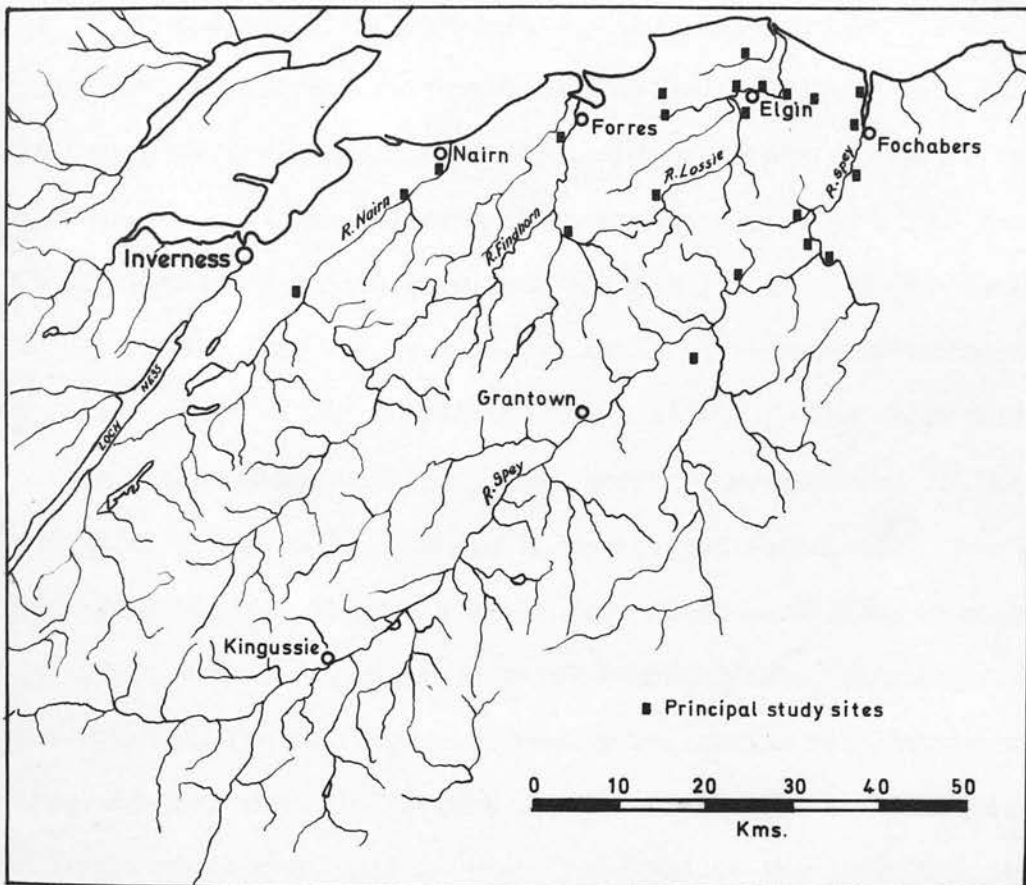 Elgin
Forres
Fochabers
Nairn
R. Lossie
R. Spey
R. Nairn
R. Findhorn
Inverness
LOCH NESS
Grantown
R. Spey
Kingussie
Principal study sites
0 10 20 30 40 50
Kms.